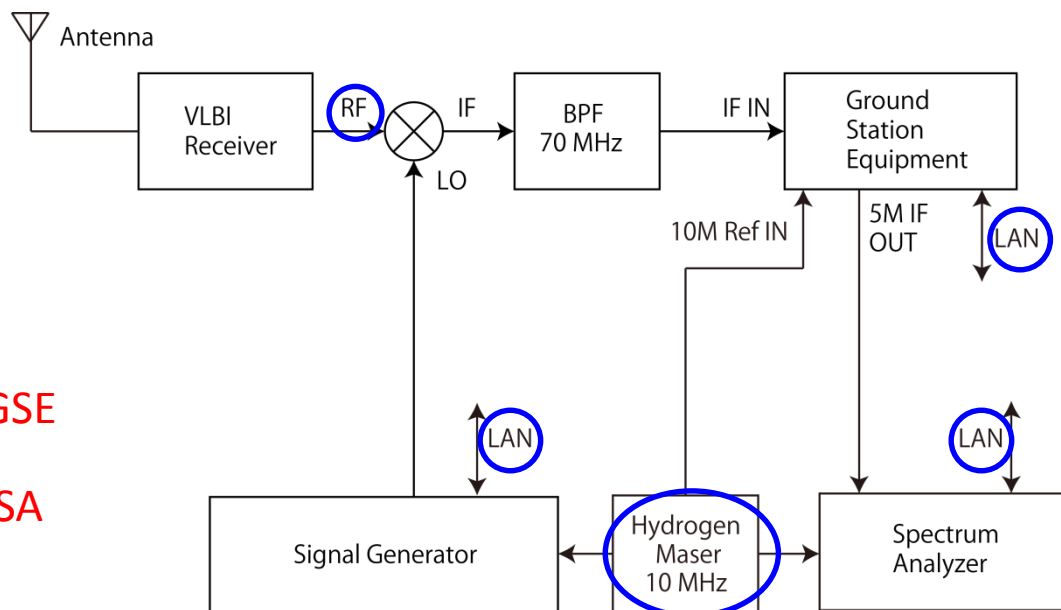 Antenna
VLBI
Receiver
RF
IF
LO
BPF
70 MHz
IF IN
Ground
Station
Equipment
10M Ref IN
5M IF
OUT
LAN
GSE
SA
LAN
LAN
Signal Generator
Hydrogen
Maser
10 MHz
Spectrum
Analyzer